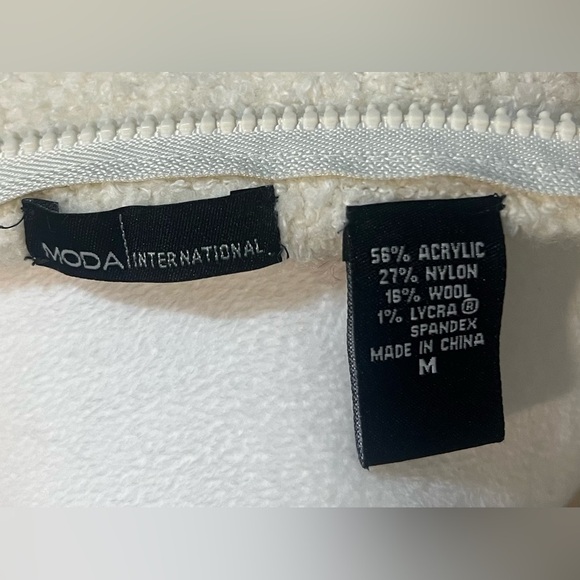 MODA INTERNATIONAL
56% ACRYLIC
27% NYLON
16% WOOL
1% LYCRA ®
SPANDEX
MADE IN CHINA
M